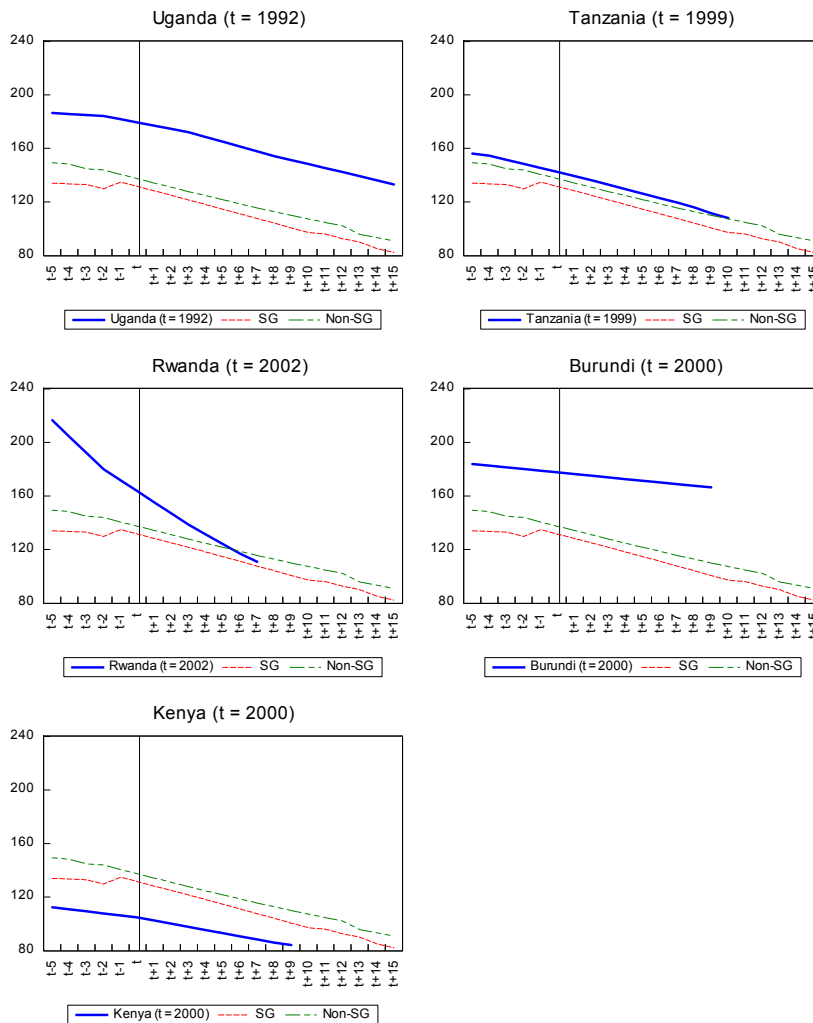 Uganda (t = 1992)
240
200
160
120
80
t-5
t-4
t-3
t-2
t-1
t
t+1
t+2
t+3
t+4
t+5
t+6
t+7
t+8
t+9
t+10
t+11
t+12
t+13
t+14
t+15
Uganda (t = 1992) SG Non-SG
Tanzania (t = 1999)
240
200
160
120
80
t-5
t-4
t-3
t-2
t-1
t
t+1
t+2
t+3
t+4
t+5
t+6
t+7
t+8
t+9
t+10
t+11
t+12
t+13
t+14
t+15
Tanzania (t = 1999) SG Non-SG
Rwanda (t = 2002)
240
200
160
120
80
t-5
t-4
t-3
t-2
t-1
t
t+1
t+2
t+3
t+4
t+5
t+6
t+7
t+8
t+9
t+10
t+11
t+12
t+13
t+14
t+15
Rwanda (t = 2002) SG Non-SG
Burundi (t = 2000)
240
200
160
120
80
t-5
t-4
t-3
t-2
t-1
t
t+1
t+2
t+3
t+4
t+5
t+6
t+7
t+8
t+9
t+10
t+11
t+12
t+13
t+14
t+15
Burundi (t = 2000) SG Non-SG
Kenya (t = 2000)
240
200
160
120
80
t-5
t-4
t-3
t-2
t-1
t
t+1
t+2
t+3
t+4
t+5
t+6
t+7
t+8
t+9
t+10
t+11
t+12
t+13
t+14
t+15
Kenya (t = 2000) SG Non-SG